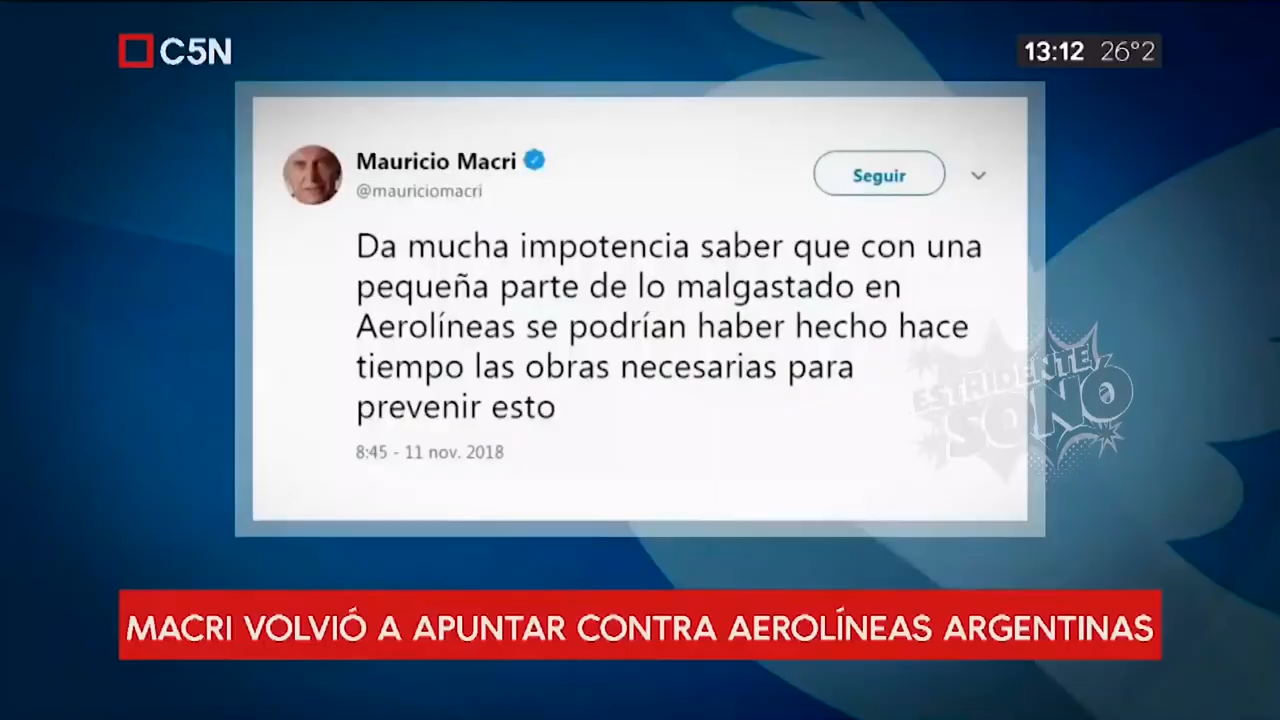 C5N
13:12 26°2
Mauricio Macri
@mauriciomacri
Seguir
Da mucha impotencia saber que con una
pequeña parte de lo malgastado en
Aerolíneas se podrían haber hecho hace
tiempo las obras necesarias para
prevenir esto
8:45 - 11 nov. 2018
ESTRIDENTE,
SONO
MACRI VOLVIÓ A APUNTAR CONTRA AEROLÍNEAS ARGENTINAS